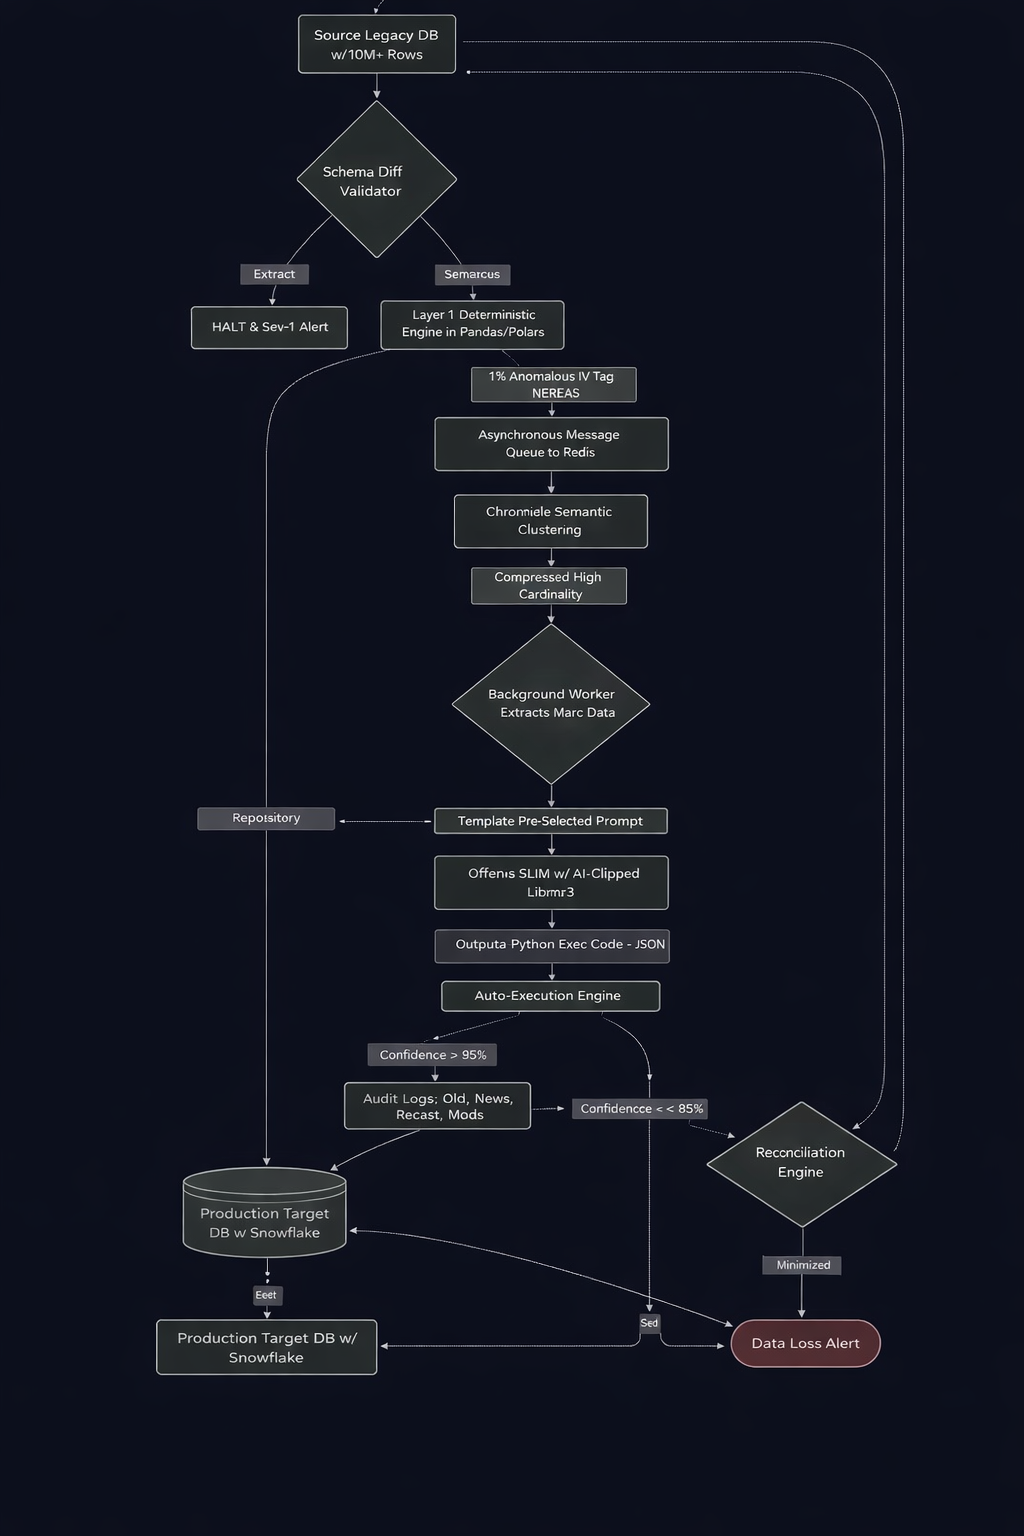 Source Legacy DB
w/10M+ Rows
Schema Diff
Validator
Extract
Semarcus
HALT & Sev-1 Alert
Layer 1 Deterministic
Engine in Pandas/Polars
1% Anomalous IV Tag
NEREAS
Asynchronous Message
Queue to Redis
Semantic
Clustering
Compressed High
Cardinality
Background Worker
Extracts Marc Data
Template Pre-Selected Prompt
SLIM w/ AI-Clipped
Outputa Python Exec Code - JSON
Auto-Execution Engine
Confidence > 95%
Audit Logs; Old, News,
Recast, Mods
Confidencce < < 85%
Reconciliation
Engine
Production Target
DB w Snowflake
Minimized
Eeet
Sed
Production Target DB w/
Snowflake
Data Loss Alert